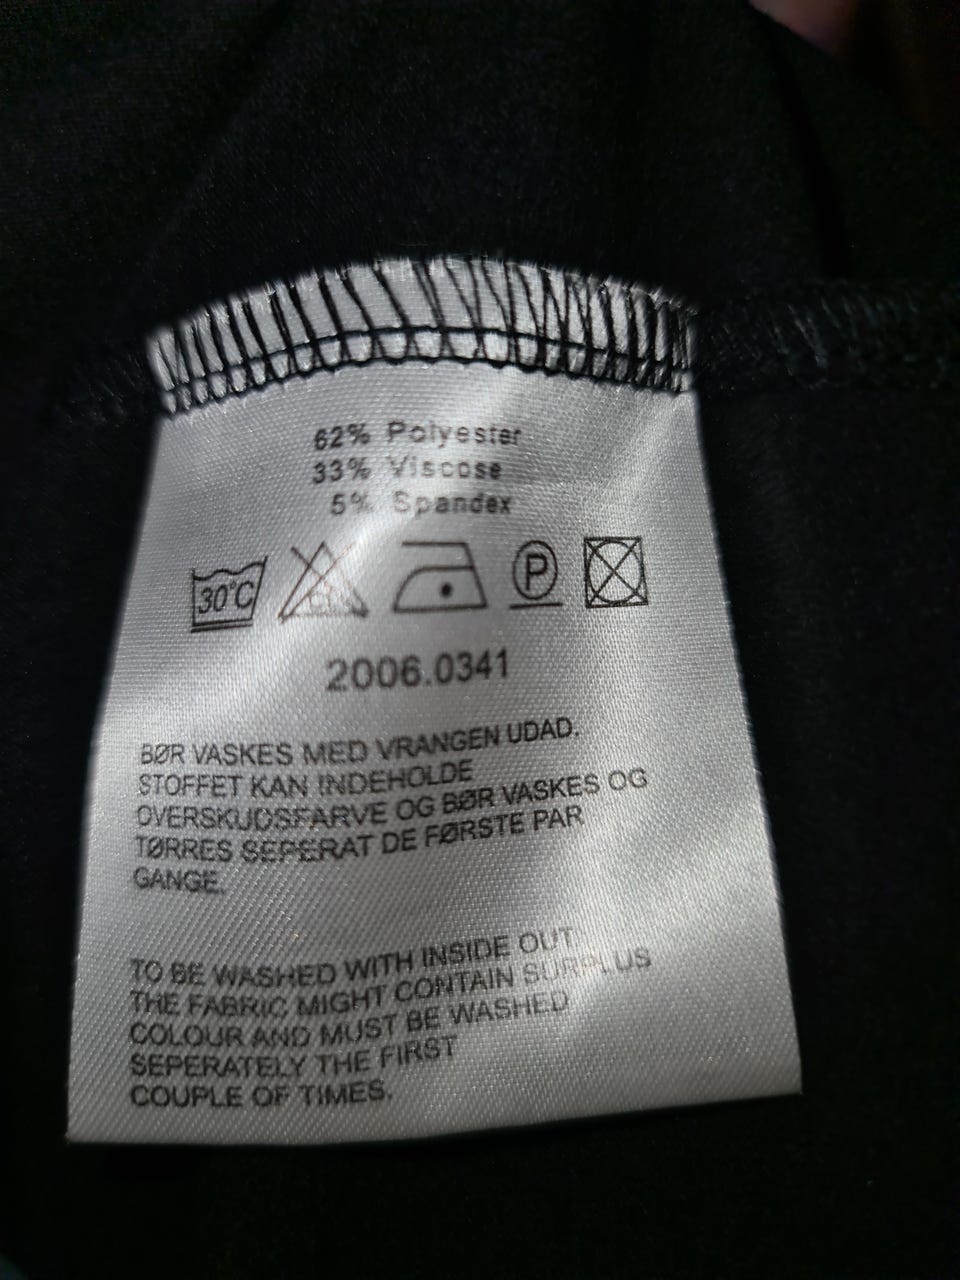 62% Polyester
33% Viscose
5% Spandex
30°C CL P
2006.0341
BØR VASKES MED VRANGEN UDAD.
STOFFET KAN INDEHOLDE
OVERSKUDSFARVE OG BØR VASKES OG
TØRRES SEPERAT DE FØRSTE PAR
GANGE.
TO BE WASHED WITH INSIDE OUT
THE FABRIC MIGHT CONTAIN SURPLUS
COLOUR AND MUST BE WASHED
SEPERATELY THE FIRST
COUPLE OF TIMES.